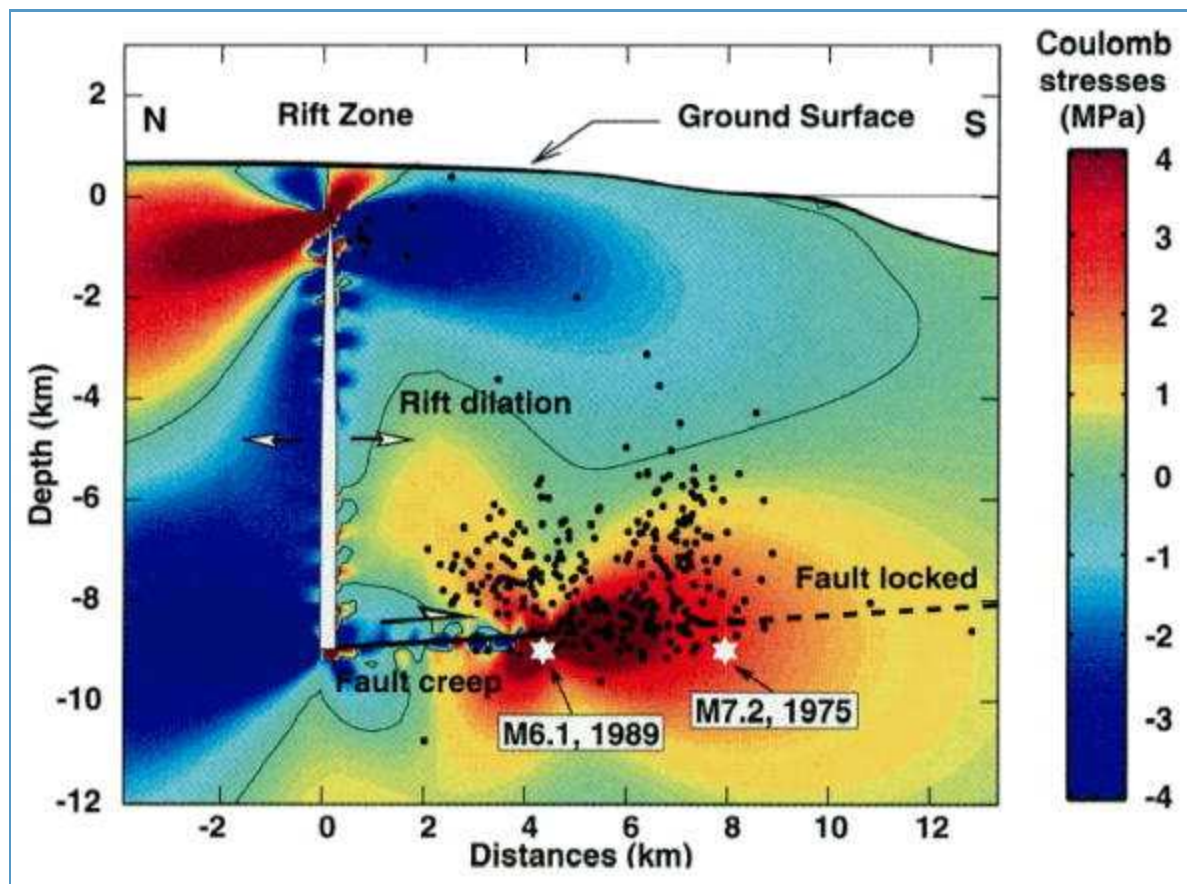 Coulomb
stresses
(MPa)
N
Rift Zone
Ground Surface
S
2
0
-2
-4
-6
-8
-10
-12
Depth (km)
Rift dilation
Fault locked
Fault creep
M7.2, 1975
M6.1, 1989
-2
0
2
4
6
8
10
12
Distances (km)
4
3
2
1
0
-1
-2
-3
-4